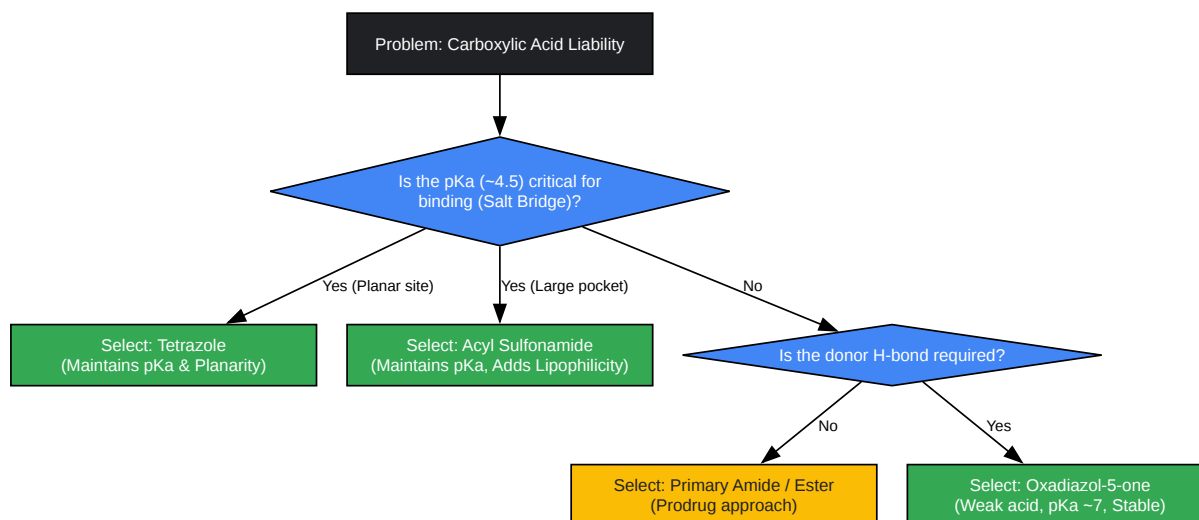 Problem: Carboxylic Acid Liability
Is the pKa (~4.5) critical for
binding (Salt Bridge)?
Yes (Planar site)
Yes (Large pocket)
No
Select: Tetrazole
(Maintains pKa & Planarity)
Select: Acyl Sulfonamide
(Maintains pKa, Adds Lipophilicity)
Is the donor H-bond required?
No
Yes
Select: Primary Amide / Ester
(Prodrug approach)
Select: Oxadiazol-5-one
(Weak acid, pKa ~7, Stable)